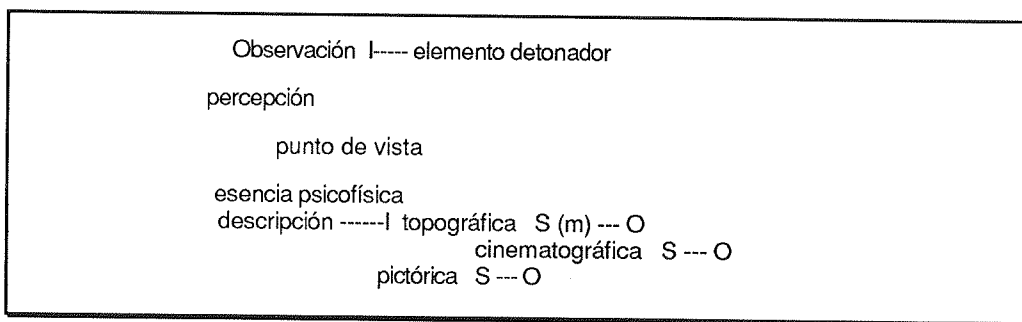 Observación I----- elemento detonador
percepción
punto de vista
esencia psicofísica
descripción ------I topográfica S (m) --- O
cinematográfica S --- O
pictórica S --- O